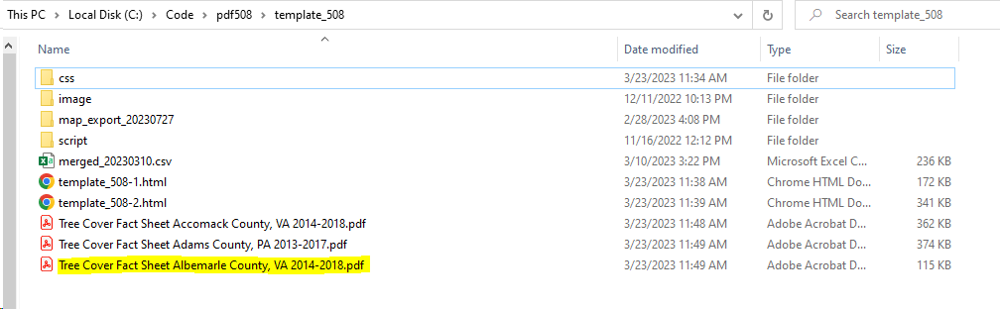 This PC > Local Disk (C:) > Code > pdf508 > template_508 Search template_508
Name Date modified Type Size
css 3/23/2023 11:34 AM File folder
image 12/11/2022 10:13 PM File folder
map_export_20230727 2/28/2023 4:08 PM File folder
script 11/16/2022 12:12 PM File folder
merged_20230310.csv 3/10/2023 3:22 PM Microsoft Excel C... 236 KB
template_508-1.html 3/23/2023 11:38 AM Chrome HTML Do... 172 KB
template_508-2.html 3/23/2023 11:39 AM Chrome HTML Do... 341 KB
Tree Cover Fact Sheet Accomack County, VA 2014-2018.pdf 3/23/2023 11:48 AM Adobe Acrobat D... 362 KB
Tree Cover Fact Sheet Adams County, PA 2013-2017.pdf 3/23/2023 11:49 AM Adobe Acrobat D... 374 KB
Tree Cover Fact Sheet Albemarle County, VA 2014-2018.pdf 3/23/2023 11:49 AM Adobe Acrobat D... 115 KB